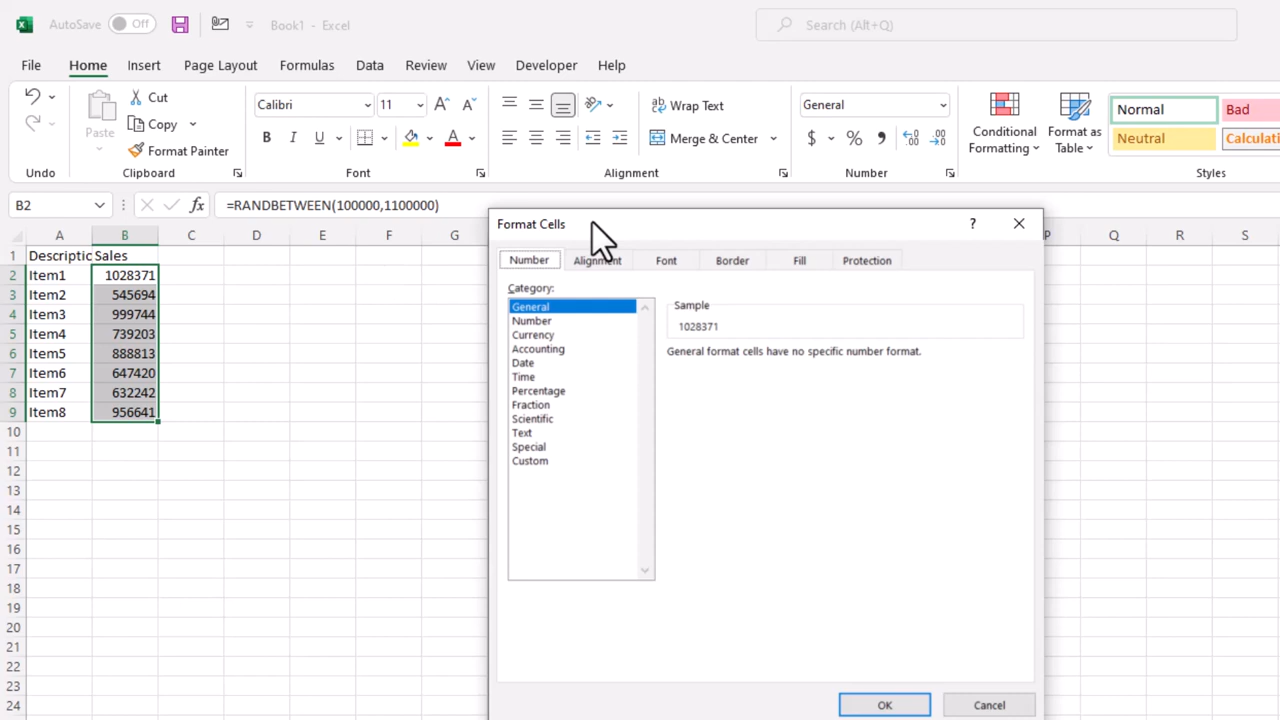 AutoSave Off Book1 - Excel Search (Alt+Q)
File Home Insert Page Layout Formulas Data Review View Developer Help
Paste Cut Copy Format Painter
Calibri 11
B I U A
Wrap Text
Merge & Center
General
$ %
Conditional Formatting
Format as Table
Normal Bad
Neutral Calculati
Undo Clipboard Font Alignment Number Styles
B2 fx =RANDBETWEEN(100000,1100000)
A B C D E F G P Q R S
1 Descriptic Sales
2 Item1 1028371
3 Item2 545694
4 Item3 999744
5 Item4 739203
6 Item5 888813
7 Item6 647420
8 Item7 632242
9 Item8 956641
10
11
12
13
14
15
16
17
18
19
20
21
22
23
24
Format Cells ?
Number Alignment Font Border Fill Protection
Category:
General
Number
Currency
Accounting
Date
Time
Percentage
Fraction
Scientific
Text
Special
Custom
Sample
1028371
General format cells have no specific number format.
OK Cancel